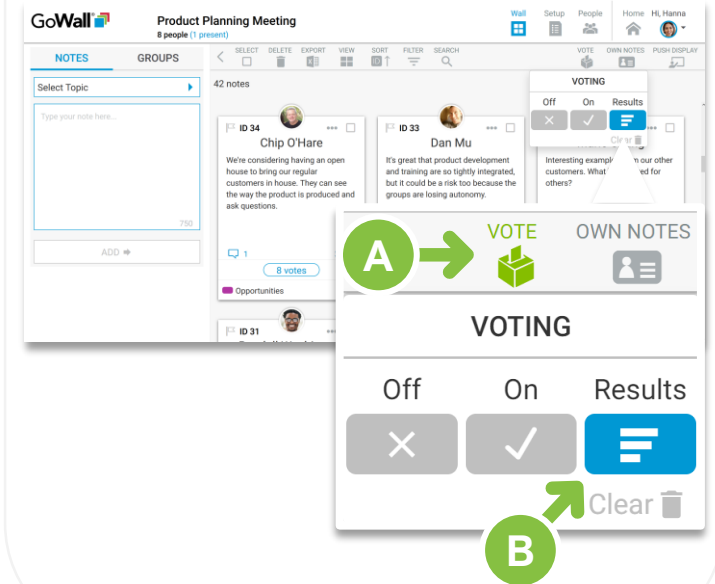 GoWall
Product Planning Meeting
8 people (1 present)
Wall
Setup
People
Home
Hi, Hanna
NOTES
GROUPS
SELECT
DELETE
EXPORT
VIEW
SORT
FILTER
SEARCH
VOTE
OWN NOTES
PUSH DISPLAY
Select Topic
Type your note here...
750
ADD
42 notes
VOTING
Off
On
Results
Clear
ID 34
Chip O'Hare
We're considering having an open
house to bring our regular
customers in house. They can see
the way the product is produced and
ask questions.
1
8 votes
Opportunities
ID 33
Dan Mu
It's great that product development
and training are so tightly integrated,
but it could be a risk too because the
groups are losing autonomy.
Interesting exampl
m our other
customers. What
ed for
others?
ID 31
A
VOTE
OWN NOTES
VOTING
Off
On
Results
Clear
B